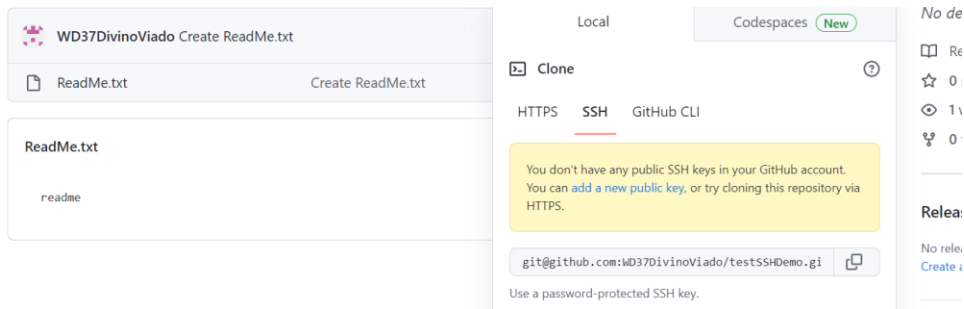 WD37DivinoViado Create ReadMe.txt
ReadMe.txt Create ReadMe.txt
ReadMe.txt
readme
Local Codespaces New
Clone
HTTPS SSH GitHub CLI
You don't have any public SSH keys in your GitHub account.
You can add a new public key, or try cloning this repository via
HTTPS.
git@github.com:WD37DivinoViado/testSSHDemo.gi
Use a password-protected SSH key.
No de
Re
0
1
0
Releas
No relea
Create a